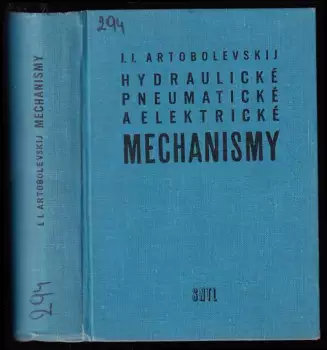 I. I. ARTOBOLEVSKIJ MECHANISMY
294
294
I. I. ARTOBOLEVSKIJ
HYDRAULICKÉ
PNEUMATICKÉ
A ELEKTRICKÉ
MECHANISMY
SNTL